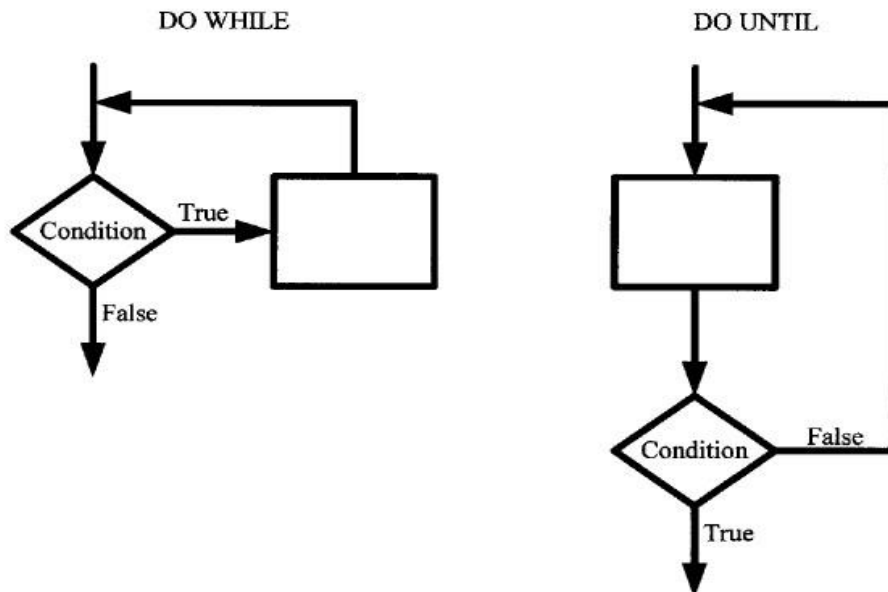 DO WHILE
Condition
True
False
DO UNTIL
Condition
False
True